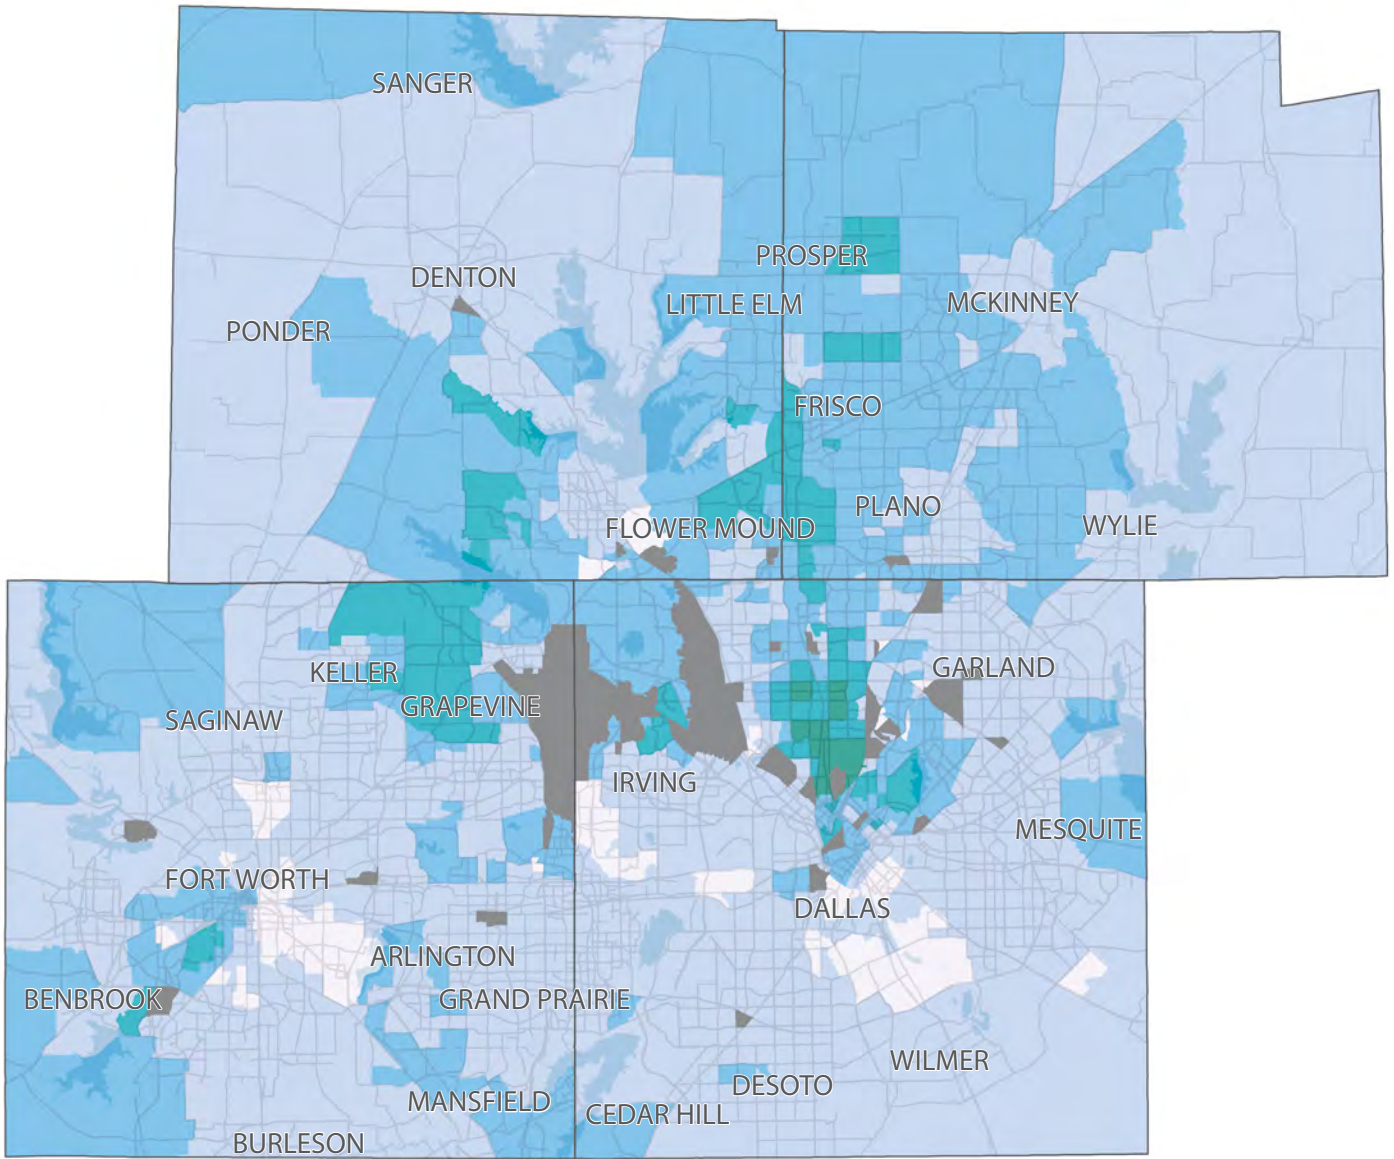 SANGER
PROSPER
DENTON
LITTLE ELM
MCKINNEY
PONDER
FRISCO
PLANO
FLOWER MOUND
WYLIE
KELLER
GARLAND
GRAPEVINE
SAGINAW
IRVING
MESQUITE
FORT WORTH
DALLAS
ARLINGTON
BENBROOK
GRAND PRAIRIE
WILMER
DESOTO
MANSFIELD
CEDAR HILL
BURLESON